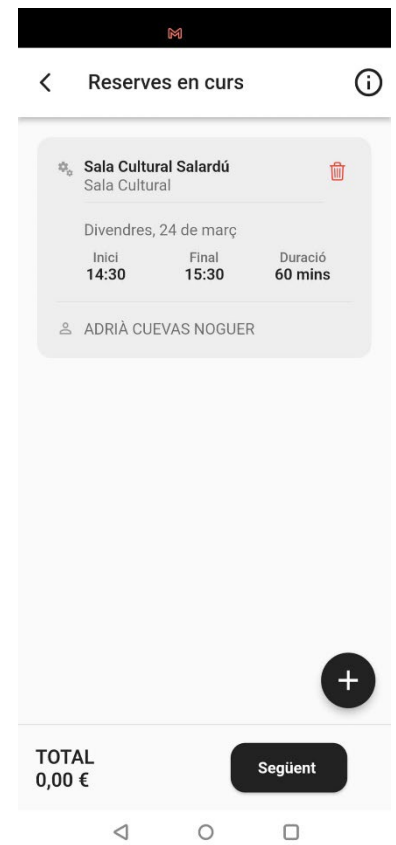 Reserves en curs
Sala Cultural Salardú
Sala Cultural
Divendres, 24 de març
Inici Final Duració
14:30 15:30 60 mins
ADRIÀ CUEVAS NOGUER
TOTAL
0,00 €
Següent